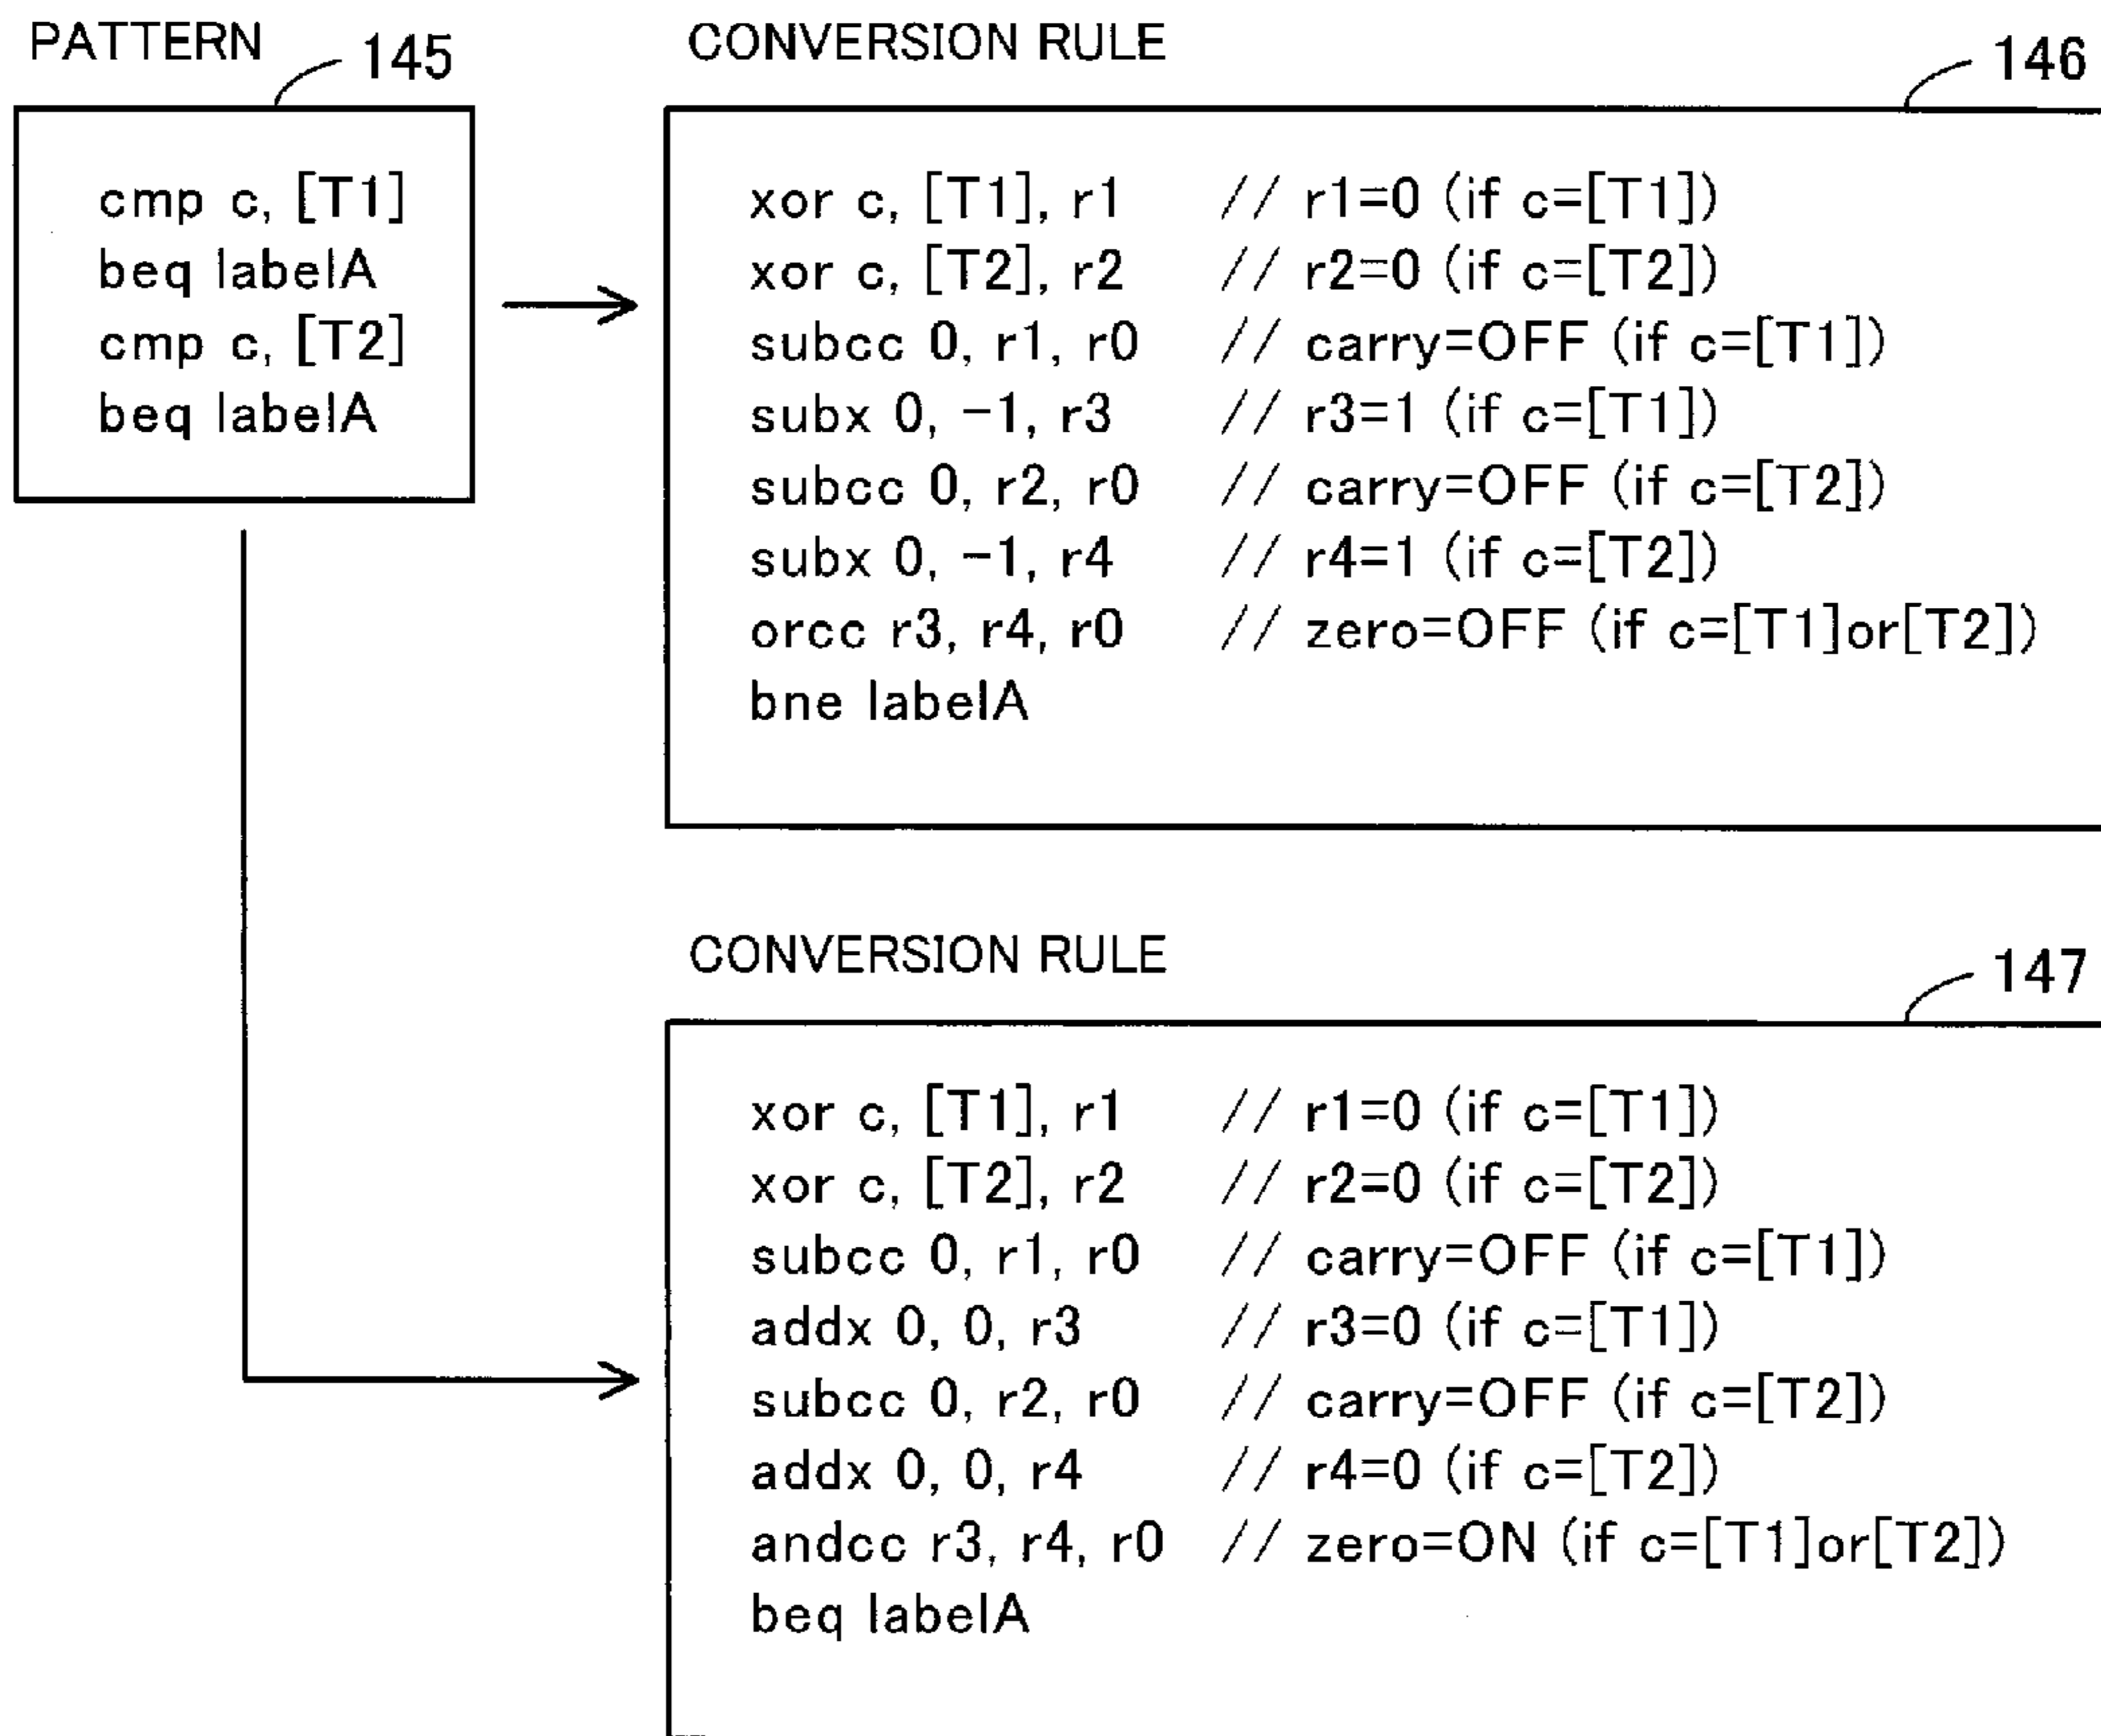 PATTERN
145
cmp c, [T1]
beq labelA
cmp c, [T2]
beq labelA
CONVERSION RULE
146
xor c, [T1], r1 // r1=0 (if c=[T1])
xor c, [T2], r2 // r2=0 (if c=[T2])
subcc 0, r1, r0 // carry=OFF (if c=[T1])
subx 0, -1, r3 // r3=1 (if c=[T1])
subcc 0, r2, r0 // carry=OFF (if c=[T2])
subx 0, -1, r4 // r4=1 (if c=[T2])
orcc r3, r4, r0 // zero=OFF (if c=[T1]or[T2])
bne labelA
CONVERSION RULE
147
xor c, [T1], r1 // r1=0 (if c=[T1])
xor c, [T2], r2 // r2=0 (if c=[T2])
subcc 0, r1, r0 // carry=OFF (if c=[T1])
addx 0, 0, r3 // r3=0 (if c=[T1])
subcc 0, r2, r0 // carry=OFF (if c=[T2])
addx 0, 0, r4 // r4=0 (if c=[T2])
andcc r3, r4, r0 // zero=ON (if c=[T1]or[T2])
beq labelA